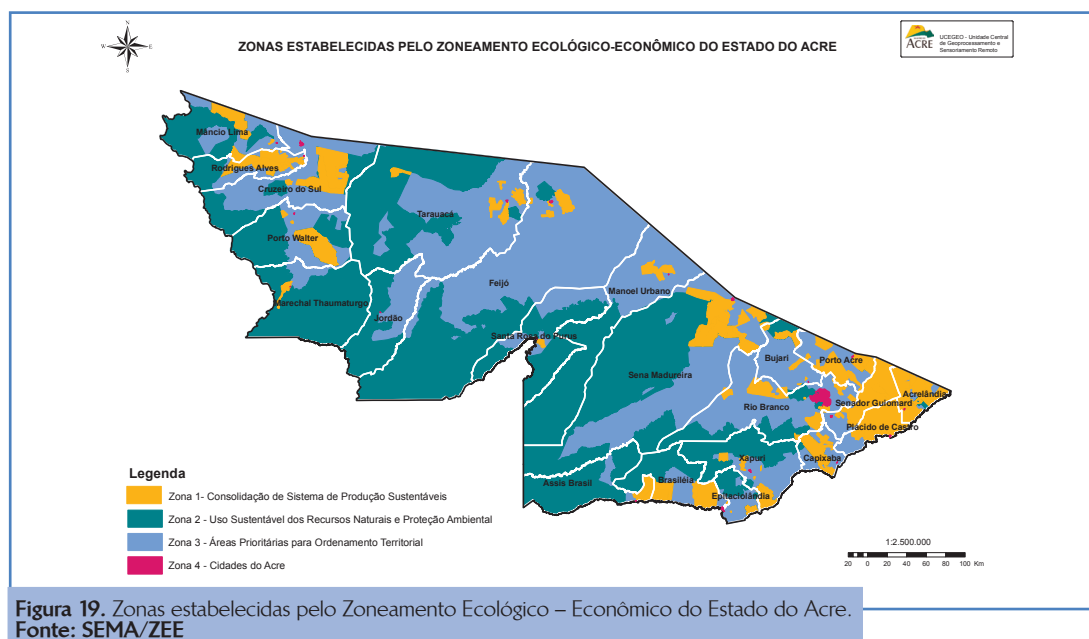 N
W E
S
ZONAS ESTABELECIDAS PELO ZONEAMENTO ECOLÓGICO-ECONÔMICO DO ESTADO DO ACRE
ACRE
UCEGEO - Unidade Central
de Geoprocessamento e
Sensoriamento Remoto
Mâncio Lima
Rodrigues Alves
Cruzeiro do Sul
Tarauacá
Porto Walter
Feijó
Manoel Urbano
Marechal Thaumaturgo
Jordão
Santa Rosa do Purus
Bujari
Porto Acre
Sena Madureira
Acrelândia
Senador Guiomard
Rio Branco
Plácido de Castro
Xapuri
Capixaba
Assis Brasil
Brasiléia
Epitaciolândia
Legenda
Zona 1- Consolidação de Sistema de Produção Sustentáveis
Zona 2 - Uso Sustentável dos Recursos Naturais e Proteção Ambiental
Zona 3 - Áreas Prioritárias para Ordenamento Territorial
Zona 4 - Cidades do Acre
1:2.500.000
20 0 20 40 60 80 100 Km
Figura 19. Zonas estabelecidas pelo Zoneamento Ecológico – Econômico do Estado do Acre.
Fonte: SEMA/ZEE